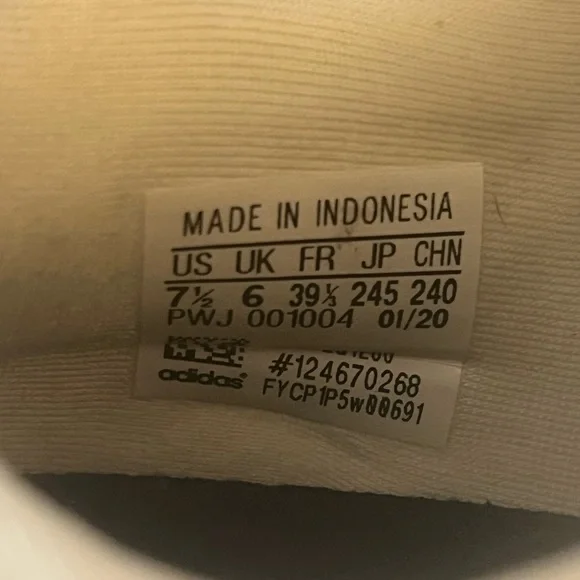 MADE IN INDONESIA
US UK FR JP CHN
7½ 6 39⅓ 245 240
PWJ 001004 01/20
#124670268
adidas FYCP1P5w00691